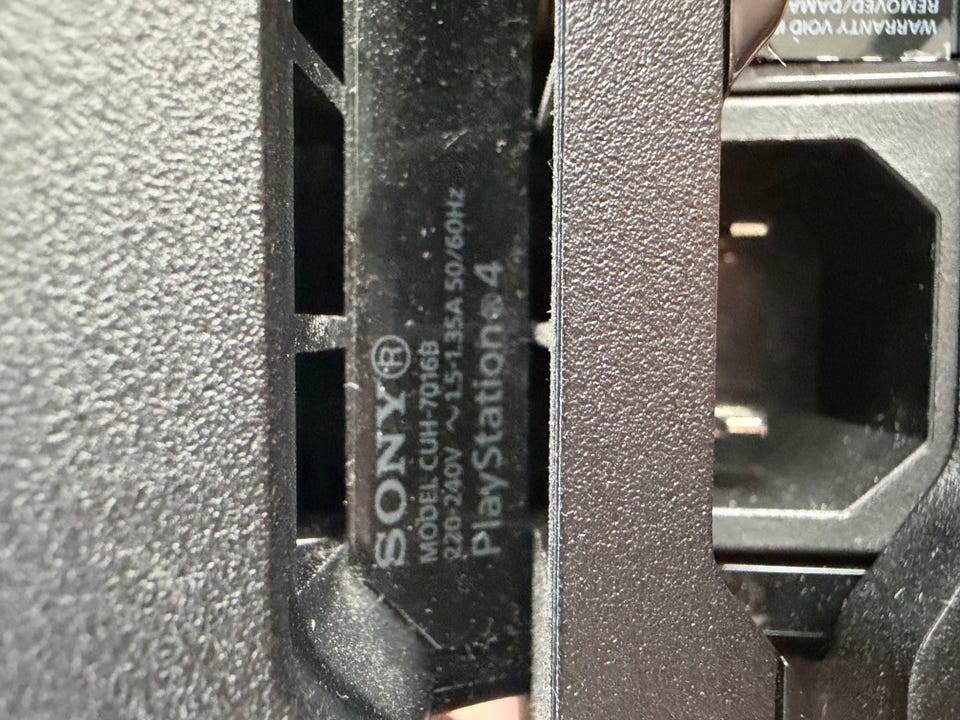 SONY®
MODEL CUH-7016B
220-240V ~ 1.5-1.35A 50/60Hz
PlayStation®4
WARRANTY VOID
REMOVED/DAMA